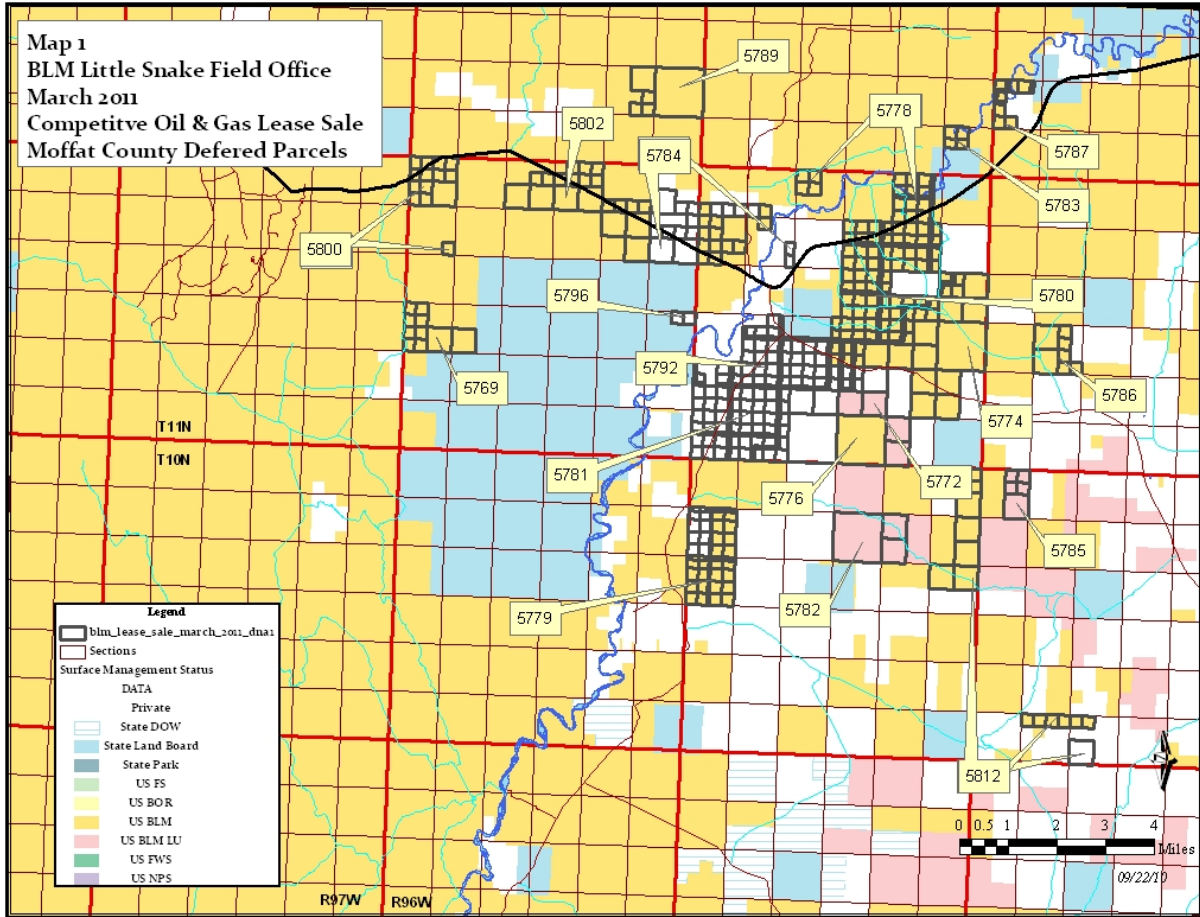 Map 1
BLM Little Snake Field Office
March 2011
Competitve Oil & Gas Lease Sale
Moffat County Defered Parcels
5789
5802
5778
5784
5787
5783
5800
5796
5780
5792
5769
5786
5774
T11N
T10N
5781
5776
5772
5785
5779
5782
5812
Legend
blm_lease_sale_march_2011_dna1
Sections
Surface Management Status
DATA
Private
State DOW
State Land Board
State Park
US FS
US BOR
US BLM
US BLM LU
US FWS
US NPS
0 0.5 1 2 3 4
Miles
09/22/10
R97W
R96W